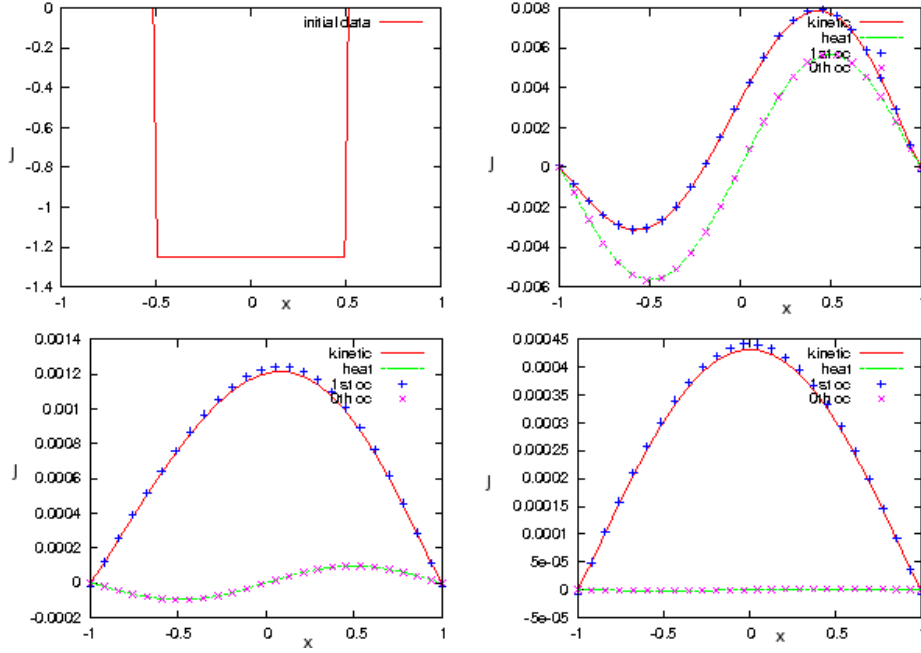 0
-0.2
-0.4
-0.6
-0.8
-1
-1.2
-1.4
J
initial data
-1
-0.5
0
0.5
1
x
0.008
0.006
0.004
0.002
0
-0.002
-0.004
-0.006
J
kinetic
heat
1st oc
0th oc
-1
-0.5
0
0.5
1
x
0.0014
0.0012
0.001
0.0008
0.0006
0.0004
0.0002
0
-0.0002
J
kinetic
heat
1st oc
0th oc
-1
-0.5
0
0.5
1
x
0.00045
0.0004
0.00035
0.0003
0.00025
0.0002
0.00015
0.0001
5e-05
0
-5e-05
J
kinetic
heat
1st oc
0th oc
-1
-0.5
0
0.5
1
x